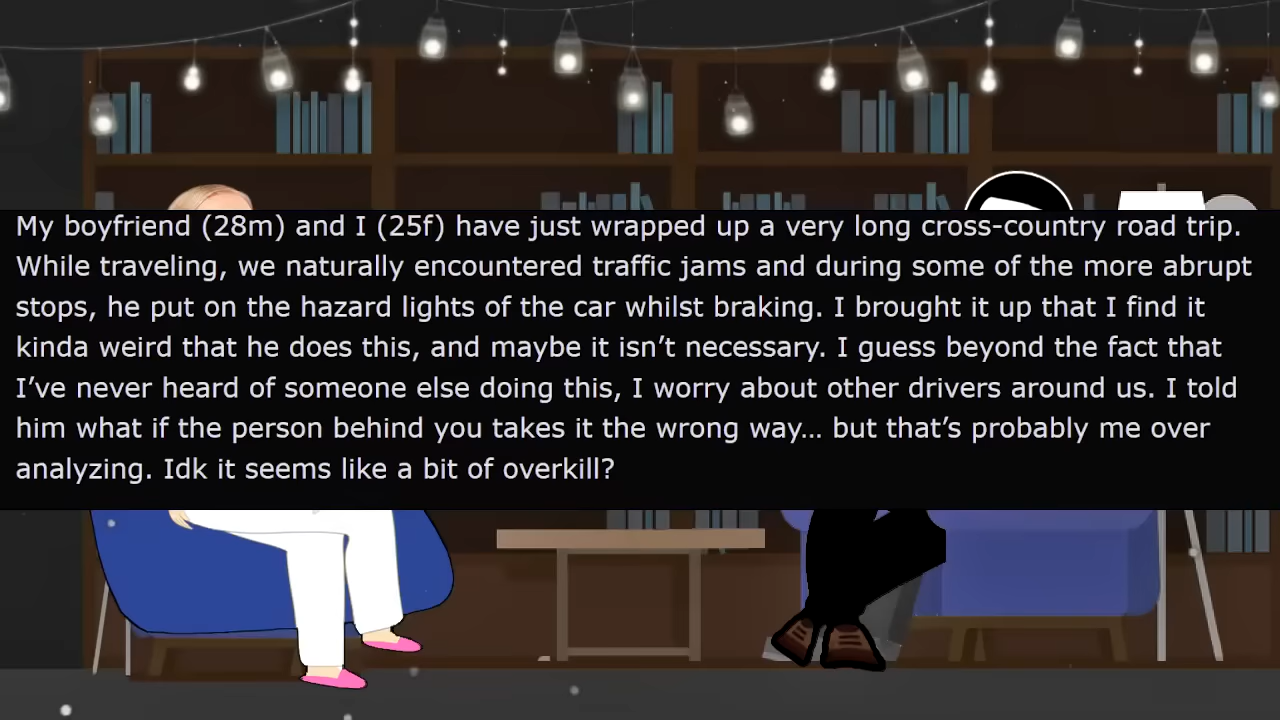 My boyfriend (28m) and I (25f) have just wrapped up a very long cross-country road trip.
While traveling, we naturally encountered traffic jams and during some of the more abrupt
stops, he put on the hazard lights of the car whilst braking. I brought it up that I find it
kinda weird that he does this, and maybe it isn’t necessary. I guess beyond the fact that
I’ve never heard of someone else doing this, I worry about other drivers around us. I told
him what if the person behind you takes it the wrong way… but that’s probably me over
analyzing. Idk it seems like a bit of overkill?